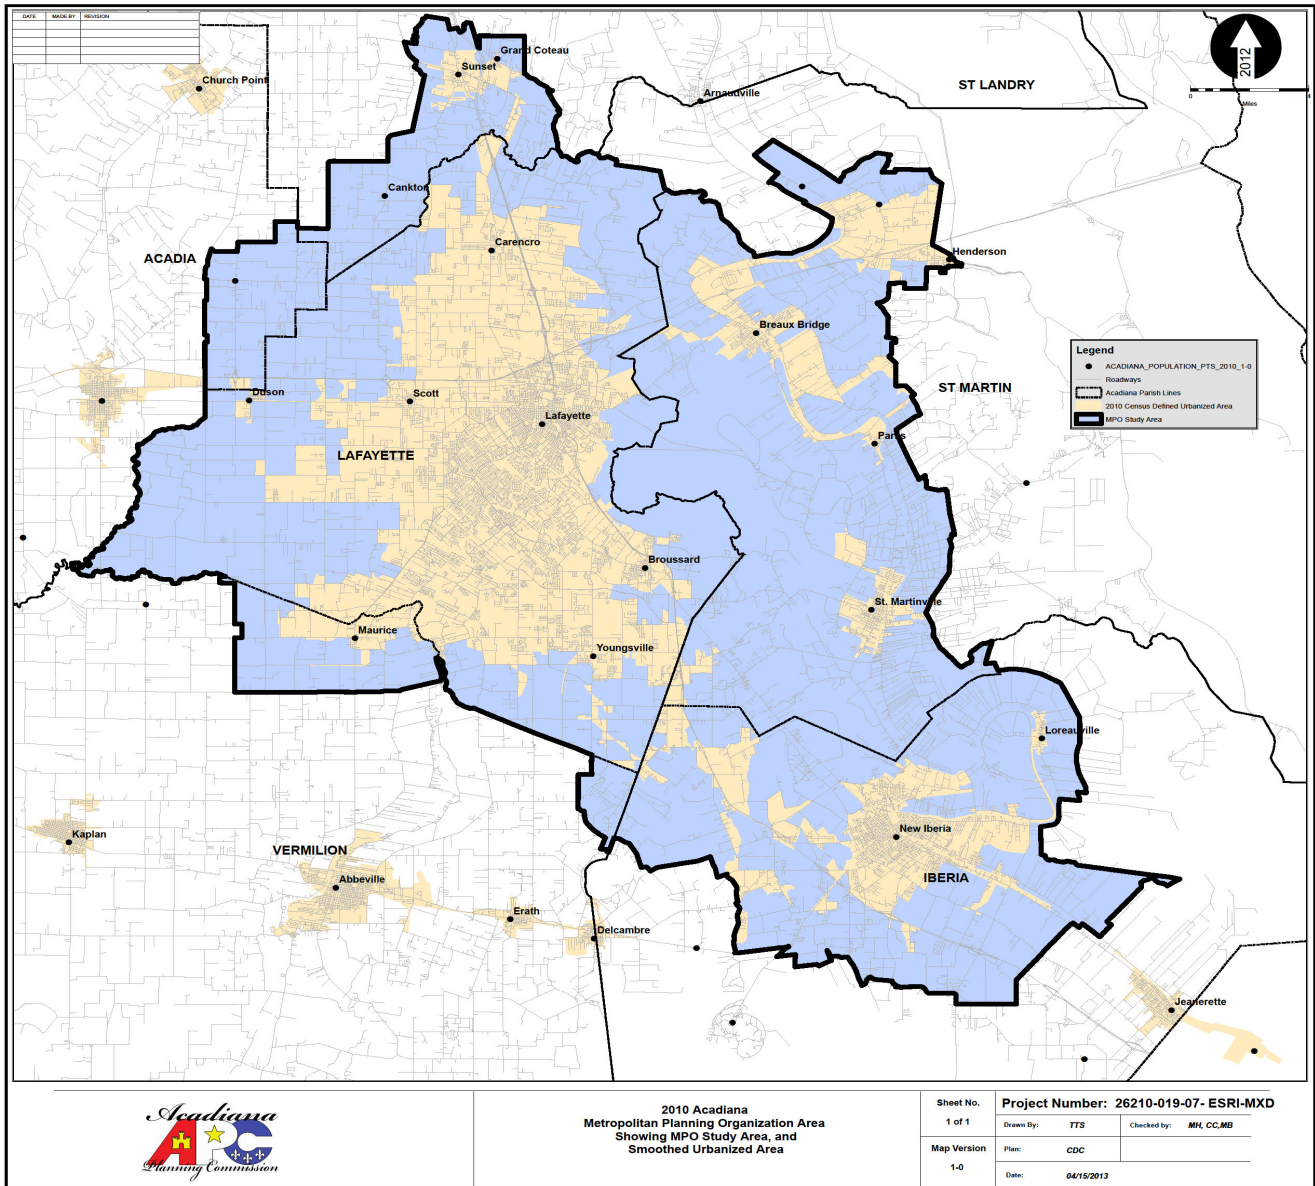 DATE MADE BY REVISION
2012
0
4
Miles
Grand Coteau
Sunset
Church Point
Arnaudville
ST LANDRY
Cankton
Carencro
Henderson
ACADIA
Breaux Bridge
Legend
ACADIANA_POPULATION_PTS_2010_1-0
Roadways
Acadiana Parish Lines
2010 Census Defined Urbanized Area
MPO Study Area
ST MARTIN
Duson
Scott
Lafayette
Parks
LAFAYETTE
Broussard
St. Martinville
Maurice
Youngsville
Loreauville
New Iberia
Kaplan
VERMILION
IBERIA
Abbeville
Erath
Delcambre
Jeanerette
Acadiana
APC
Planning Commission
2010 Acadiana
Metropolitan Planning Organization Area
Showing MPO Study Area, and
Smoothed Urbanized Area
Sheet No.
1 of 1
Map Version
1-0
Project Number: 26210-019-07- ESRI-MXD
Drawn By: TTS Checked by: MH, CC,MB
Plan: CDC
Date: 04/15/2013